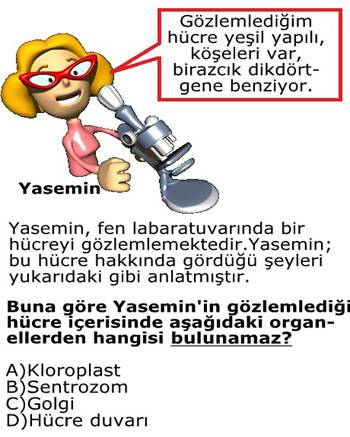 Gözlemlediğim
hücre yeşil yapılı,
köşeleri var,
birazcık dikdört-
gene benziyor.
Yasemin
Yasemin, fen labaratuvarında bir
hücreyi gözlemlemektedir.Yasemin;
bu hücre hakkında gördüğü şeyleri
yukarıdaki gibi anlatmıştır.
Buna göre Yasemin'in gözlemlediği
hücre içerisinde aşağıdaki organ-
ellerden hangisi bulunamaz?
A)Kloroplast
B)Sentrozom
C)Golgi
D)Hücre duvarı